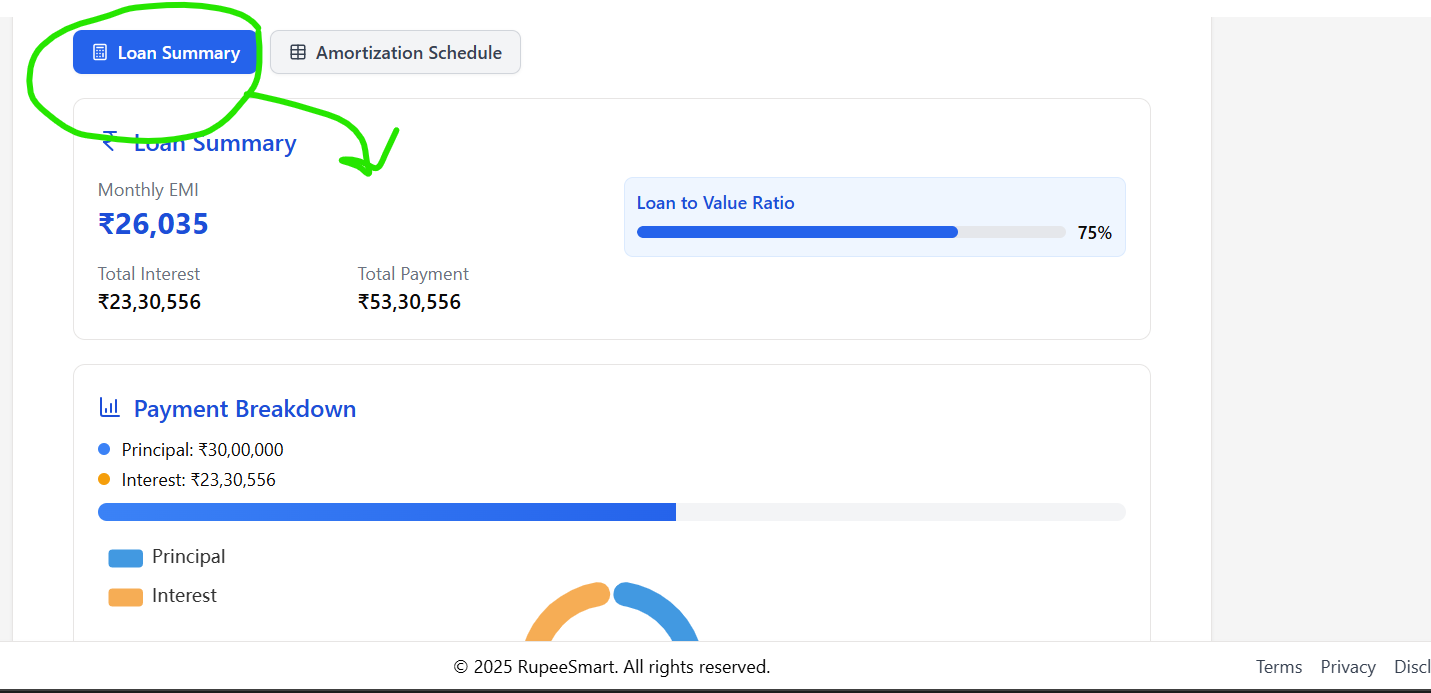 Loan Summary
Amortization Schedule
₹ Loan Summary
Monthly EMI
₹26,035
Loan to Value Ratio
75%
Total Interest
Total Payment
₹23,30,556
₹53,30,556
Payment Breakdown
Principal: ₹30,00,000
Interest: ₹23,30,556
Principal
Interest
© 2025 RupeeSmart. All rights reserved.
Terms Privacy Discl